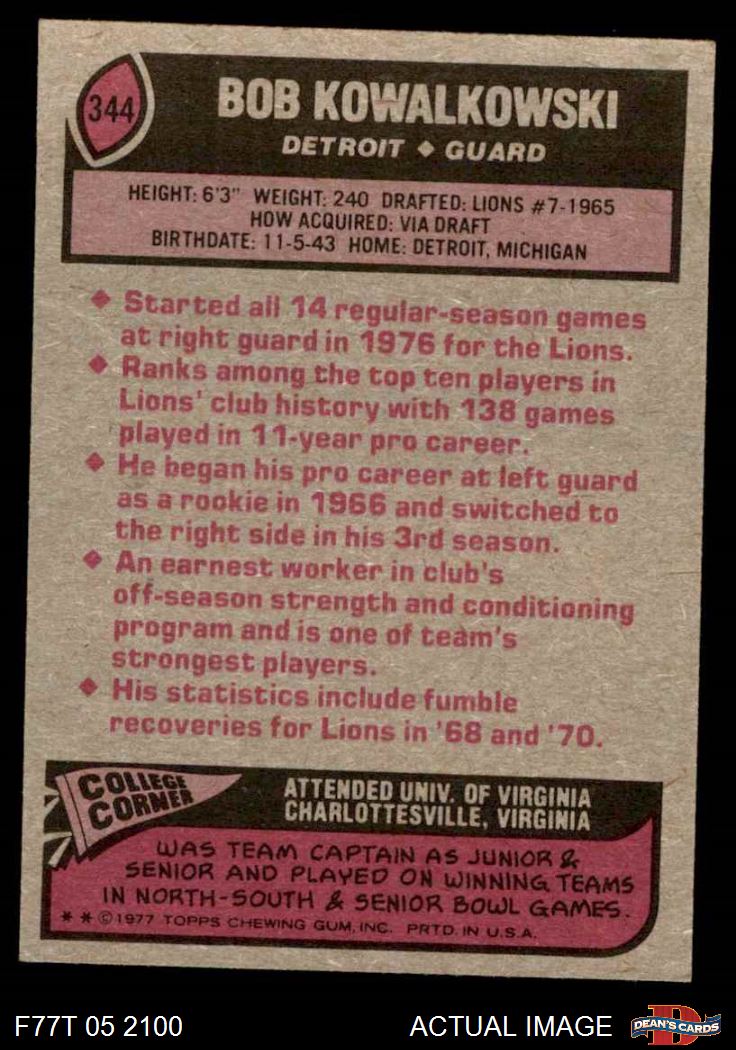 344
BOB KOWALKOWSKI
DETROIT ◆ GUARD
HEIGHT: 6'3" WEIGHT: 240 DRAFTED: LIONS #7-1965
HOW ACQUIRED: VIA DRAFT
BIRTHDATE: 11-5-43 HOME: DETROIT, MICHIGAN
◆ Started all 14 regular-season games
at right guard in 1976 for the Lions.
◆ Ranks among the top ten players in
Lions' club history with 138 games
played in 11-year pro career.
◆ He began his pro career at left guard
as a rookie in 1966 and switched to
the right side in his 3rd season.
◆ An earnest worker in club's
off-season strength and conditioning
program and is one of team's
strongest players.
◆ His statistics include fumble
recoveries for Lions in '68 and '70.
COLLEGE
CORNER
ATTENDED UNIV. OF VIRGINIA
CHARLOTTESVILLE, VIRGINIA
WAS TEAM CAPTAIN AS JUNIOR &
SENIOR AND PLAYED ON WINNING TEAMS
IN NORTH-SOUTH & SENIOR BOWL GAMES.
* * © 1977 TOPPS CHEWING GUM, INC. PRTD. IN U.S.A.
F77T 05 2100
ACTUAL IMAGE
D
DEAN'S CARDS